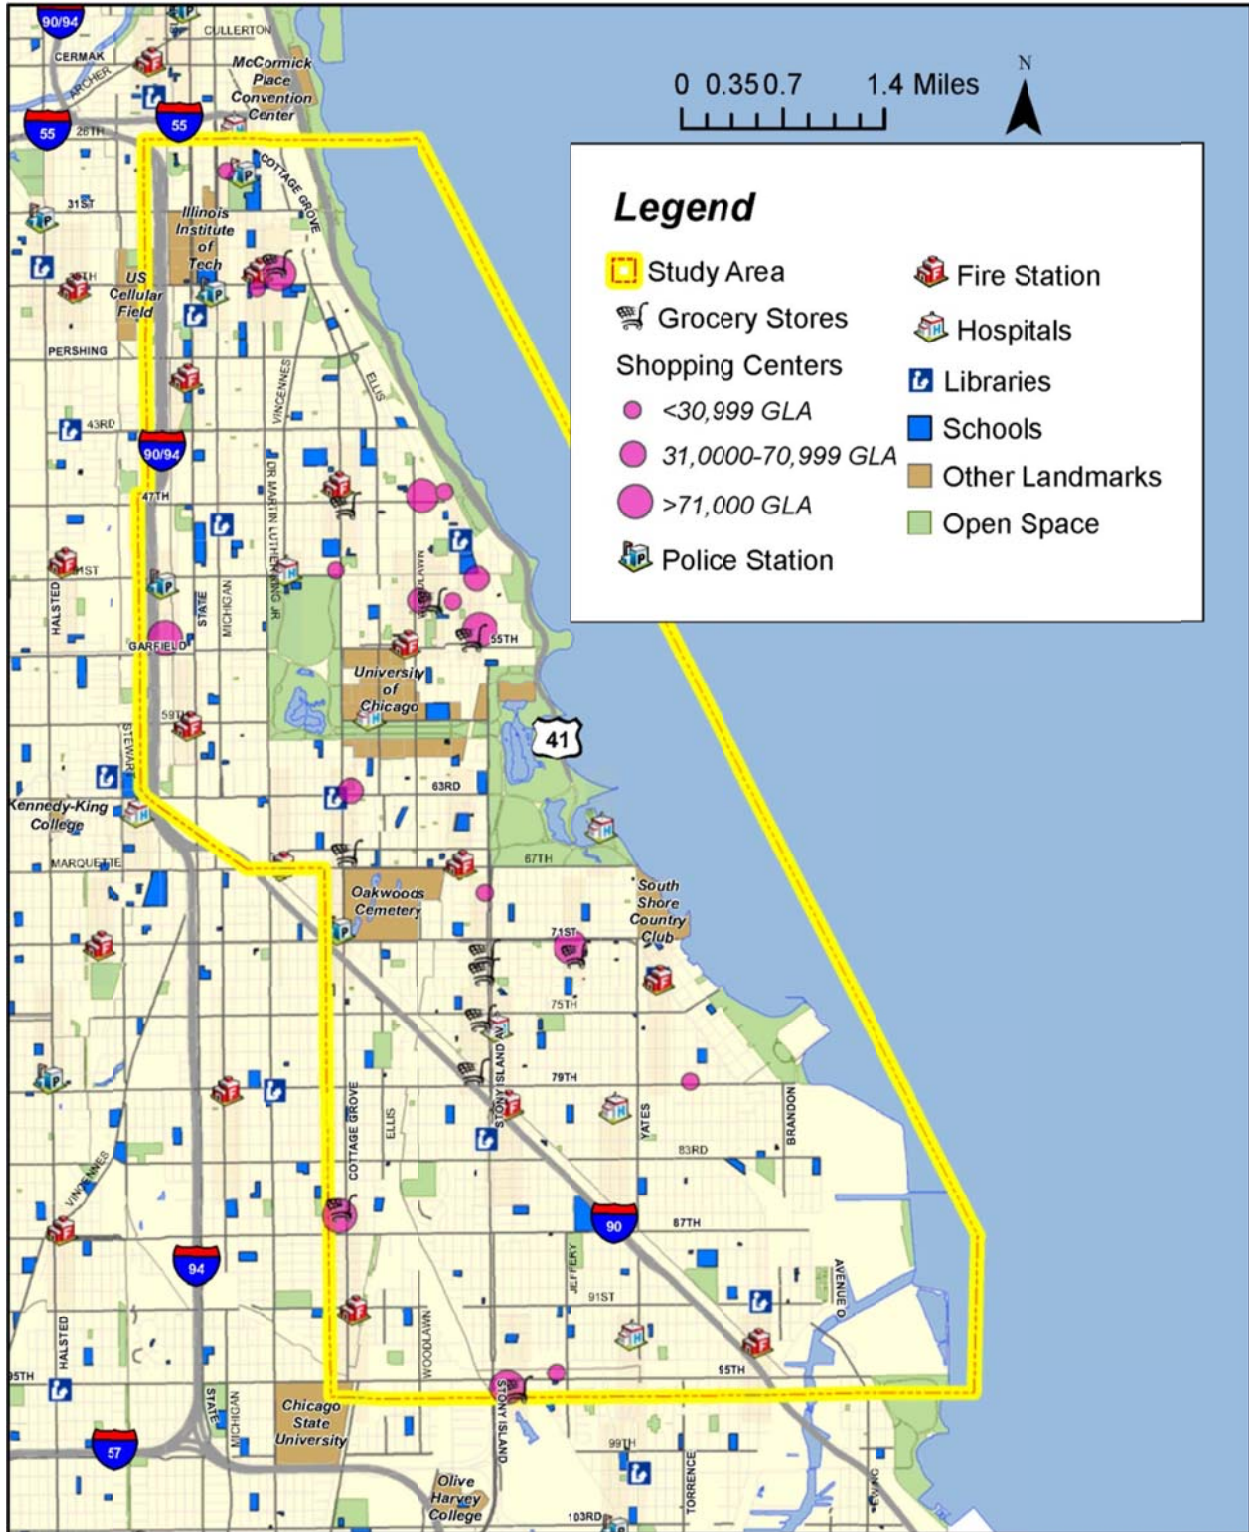 90/94
CULLERTON
CERMAK
ARCHER
McCormick
Place
Convention
Center
55
55
26TH
COTTAGE GROVE
31ST
Illinois
Institute
of
Tech
US
Cellular
Field
PERSHING
VINCENNES
ELLIS
43RD
90/94
47TH
DR MARTIN LUTHER KING JR
HALSTED
STATE
MICHIGAN
GARFIELD
55TH
University
of
Chicago
59TH
STEWART
41
63RD
Kennedy-King
College
MARQUETTE
67TH
Oakwoods
Cemetery
South
Shore
Country
Club
71ST
75TH
STONY ISLAND AV
79TH
COTTAGE GROVE
ELLIS
YATES
BRANDON
83RD
VINCENNES
90
87TH
94
JEFFERY
AVENUE O
91ST
WOODLAWN
HALSTED
95TH
95TH
STATE
MICHIGAN
Chicago
State
University
STONY ISLAND
57
99TH
TORRENCE
EWING
Olive
Harvey
College
103RD
0 0.35 0.7 1.4 Miles
N
Legend
Study Area
Grocery Stores
Shopping Centers
<30,999 GLA
31,0000-70,999 GLA
>71,000 GLA
Police Station
Fire Station
Hospitals
Libraries
Schools
Other Landmarks
Open Space